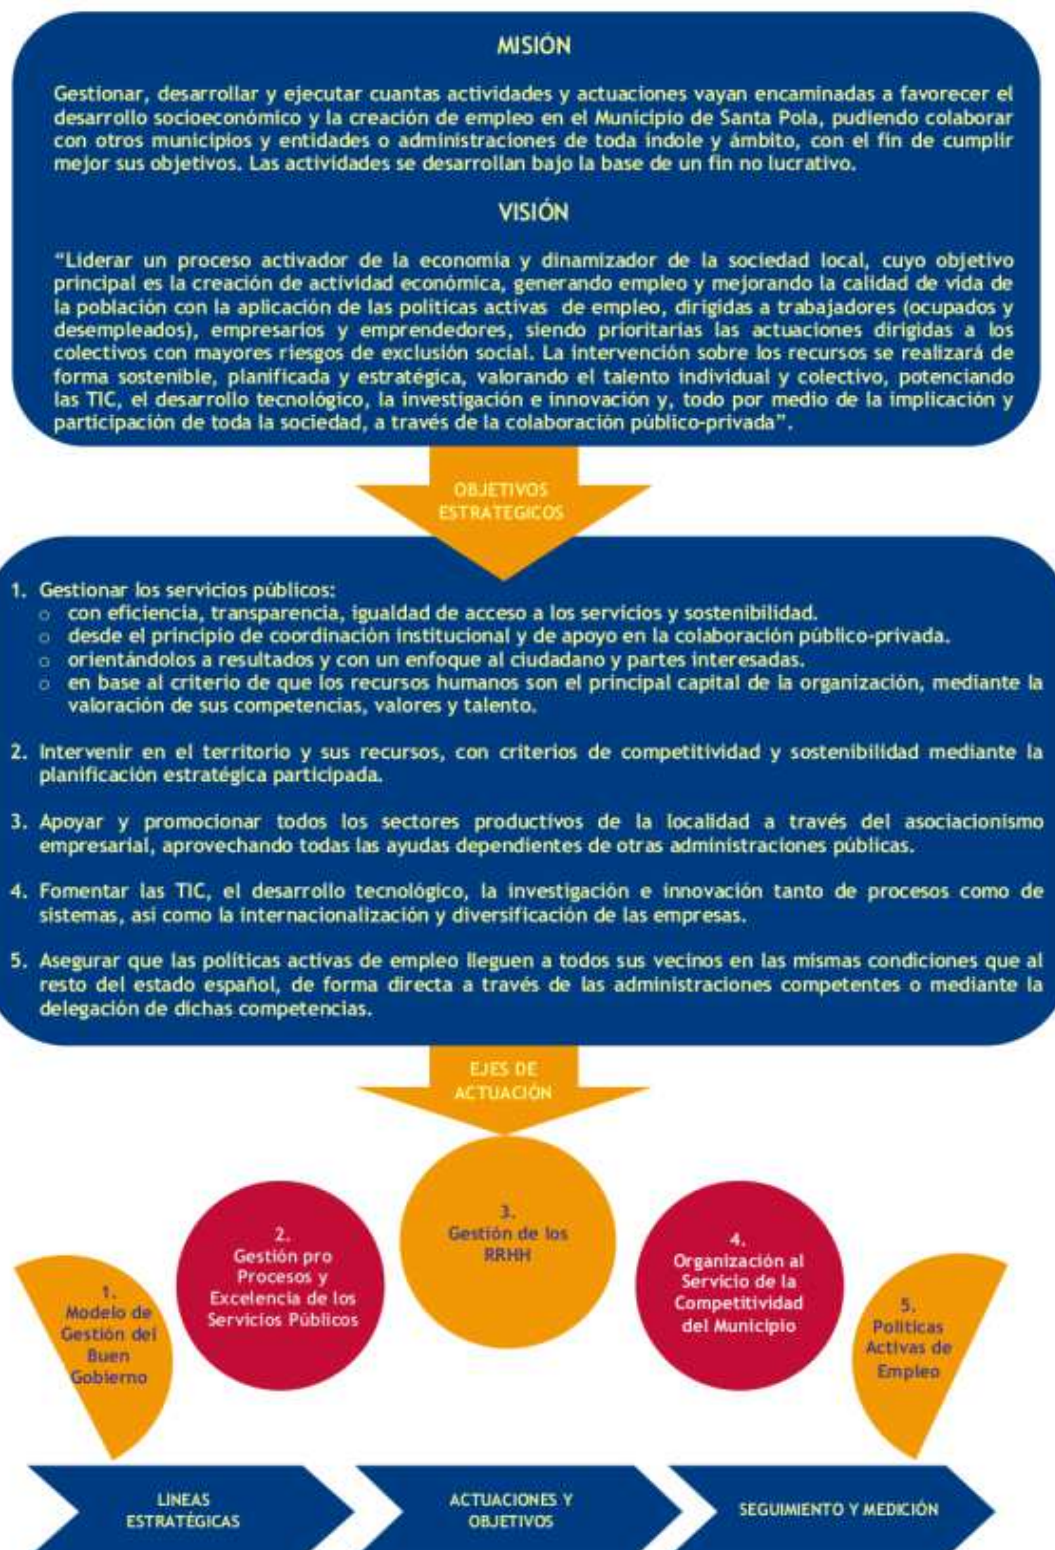 MISIÓN
Gestionar, desarrollar y ejecutar cuantas actividades y actuaciones vayan encaminadas a favorecer el
desarrollo socioeconómico y la creación de empleo en el Municipio de Santa Pola, pudiendo colaborar
con otros municipios y entidades o administraciones de toda índole y ámbito, con el fin de cumplir
mejor sus objetivos. Las actividades se desarrollan bajo la base de un fin no lucrativo.
VISIÓN
“Liderar un proceso activador de la economía y dinamizador de la sociedad local, cuyo objetivo
principal es la creación de actividad económica, generando empleo y mejorando la calidad de vida de
la población con la aplicación de las políticas activas de empleo, dirigidas a trabajadores (ocupados y
desempleados), empresarios y emprendedores, siendo prioritarias las actuaciones dirigidas a los
colectivos con mayores riesgos de exclusión social. La intervención sobre los recursos se realizará de
forma sostenible, planificada y estratégica, valorando el talento individual y colectivo, potenciando
las TIC, el desarrollo tecnológico, la investigación e innovación y, todo por medio de la implicación y
participación de toda la sociedad, a través de la colaboración público-privada”.
OBJETIVOS
ESTRATEGICOS
1. Gestionar los servicios públicos:
o con eficiencia, transparencia, igualdad de acceso a los servicios y sostenibilidad.
o desde el principio de coordinación institucional y de apoyo en la colaboración público-privada.
o orientándolos a resultados y con un enfoque al ciudadano y partes interesadas.
o en base al criterio de que los recursos humanos son el principal capital de la organización, mediante la
valoración de sus competencias, valores y talento.
2. Intervenir en el territorio y sus recursos, con criterios de competitividad y sostenibilidad mediante la
planificación estratégica participada.
3. Apoyar y promocionar todos los sectores productivos de la localidad a través del asociacionismo
empresarial, aprovechando todas las ayudas dependientes de otras administraciones públicas.
4. Fomentar las TIC, el desarrollo tecnológico, la investigación e innovación tanto de procesos como de
sistemas, así como la internacionalización y diversificación de las empresas.
5. Asegurar que las políticas activas de empleo lleguen a todos sus vecinos en las mismas condiciones que al
resto del estado español, de forma directa a través de las administraciones competentes o mediante la
delegación de dichas competencias.
EJES DE
ACTUACIÓN
1.
Modelo de
Gestión del
Buen
Gobierno
2.
Gestión pro
Procesos y
Excelencia de los
Servicios Públicos
3.
Gestión de los
RRHH
4.
Organización al
Servicio de la
Competitividad
del Municipio
5.
Políticas
Activas de
Empleo
LINEAS
ESTRATÉGICAS
ACTUACIONES Y
OBJETIVOS
SEGUIMIENTO Y MEDICIÓN